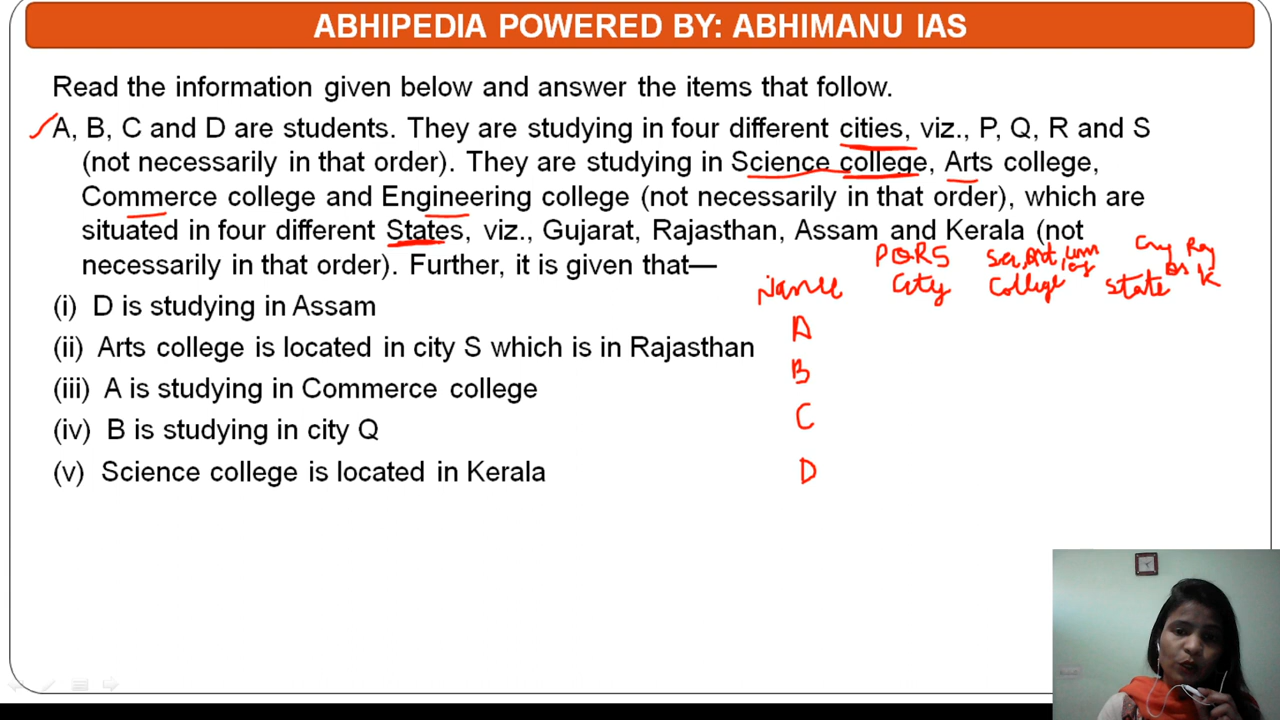 ABHIPEDIA POWERED BY: ABHIMANU IAS
Read the information given below and answer the items that follow.
A, B, C and D are students. They are studying in four different cities, viz., P, Q, R and S
(not necessarily in that order). They are studying in Science college, Arts college,
Commerce college and Engineering college (not necessarily in that order), which are
situated in four different States, viz., Gujarat, Rajasthan, Assam and Kerala (not
necessarily in that order). Further, it is given that—
(i) D is studying in Assam
(ii) Arts college is located in city S which is in Rajasthan
(iii) A is studying in Commerce college
(iv) B is studying in city Q
(v) Science college is located in Kerala
PQRS
Name City College State
A
B
C
D